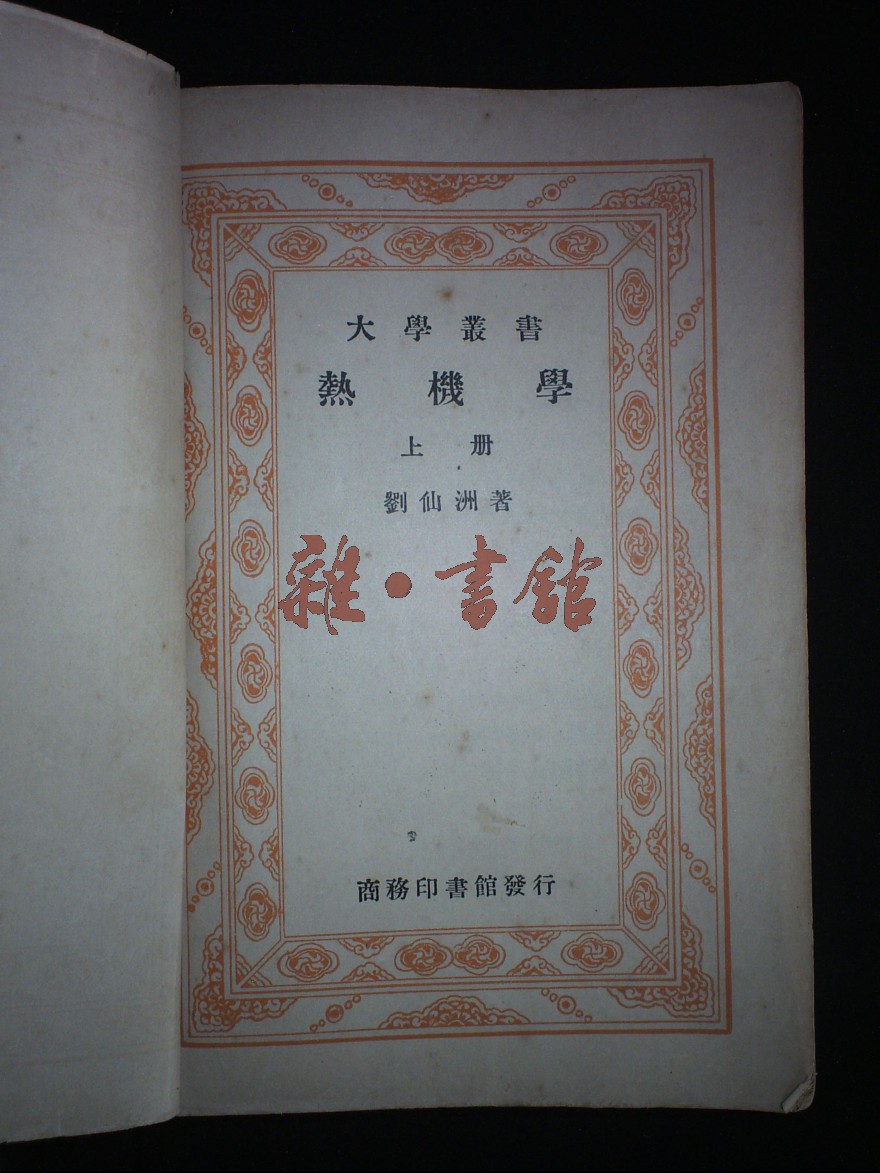 大學叢書
熱機學
上册
劉仙洲著
雜·書館
商務印書館發行